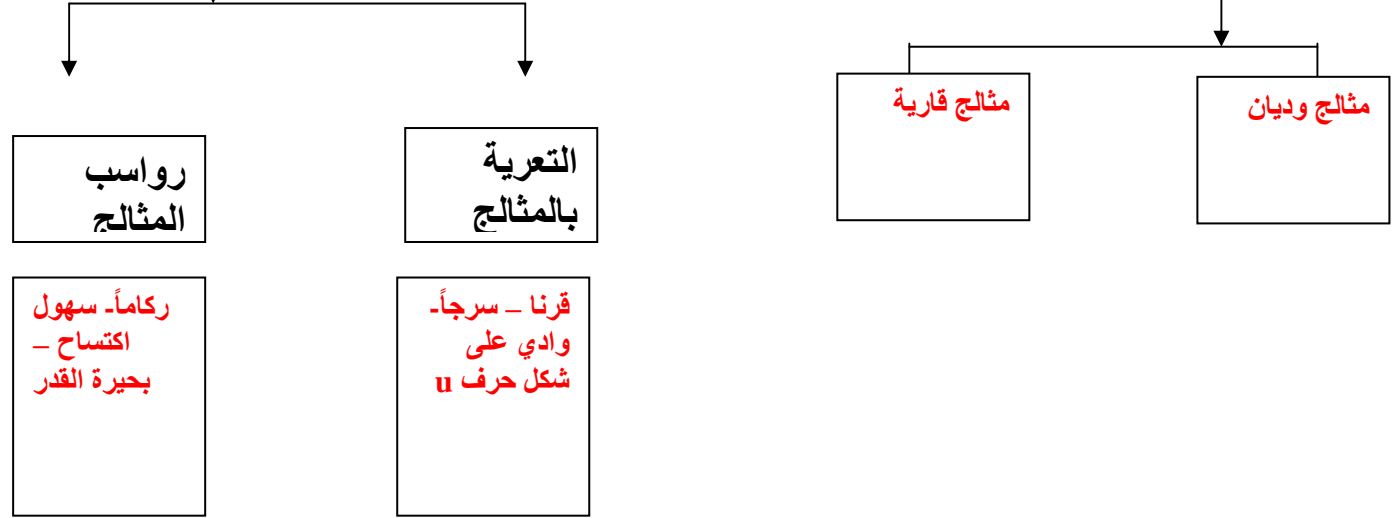 مثالج وديان
مثالج قارية
التعرية
بالمثالج
رواسب
المثالج
قرنا – سرجاً-
وادي على
شكل حرف u
ركاماً- سهول
اكتساح –
بحيرة القدر